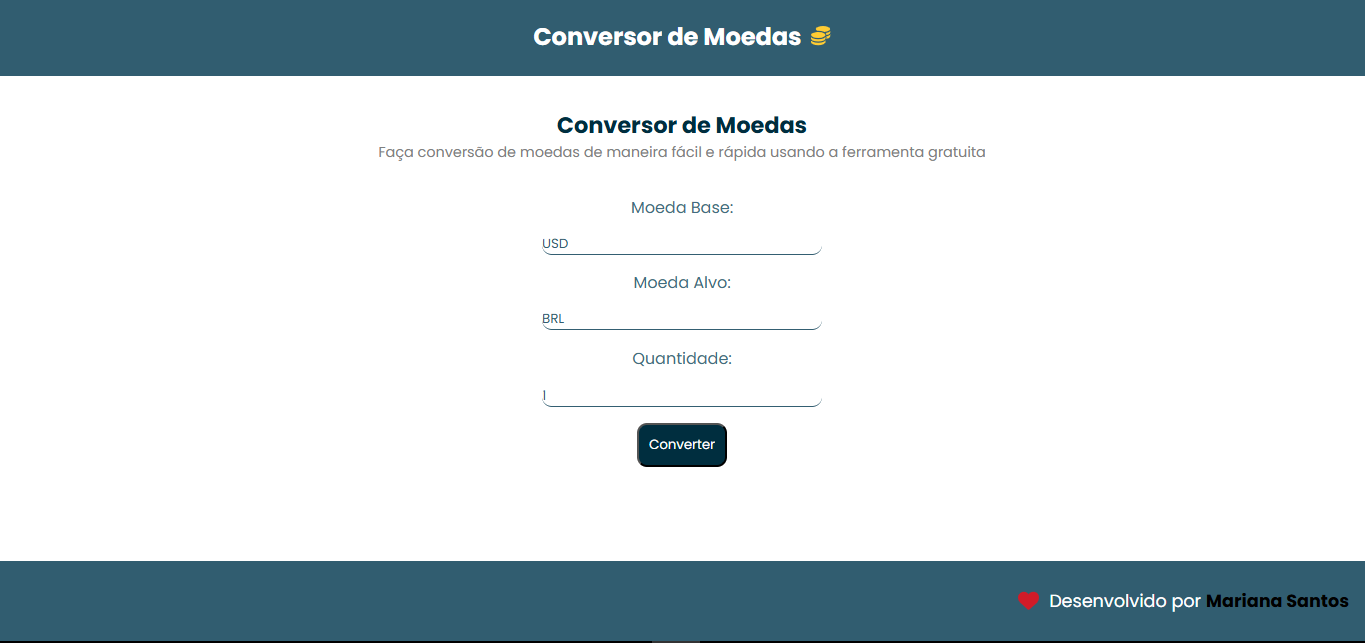 Conversor de Moedas
Conversor de Moedas
Faça conversão de moedas de maneira fácil e rápida usando a ferramenta gratuita
Moeda Base:
USD
Moeda Alvo:
BRL
Quantidade:
1
Converter
Desenvolvido por Mariana Santos